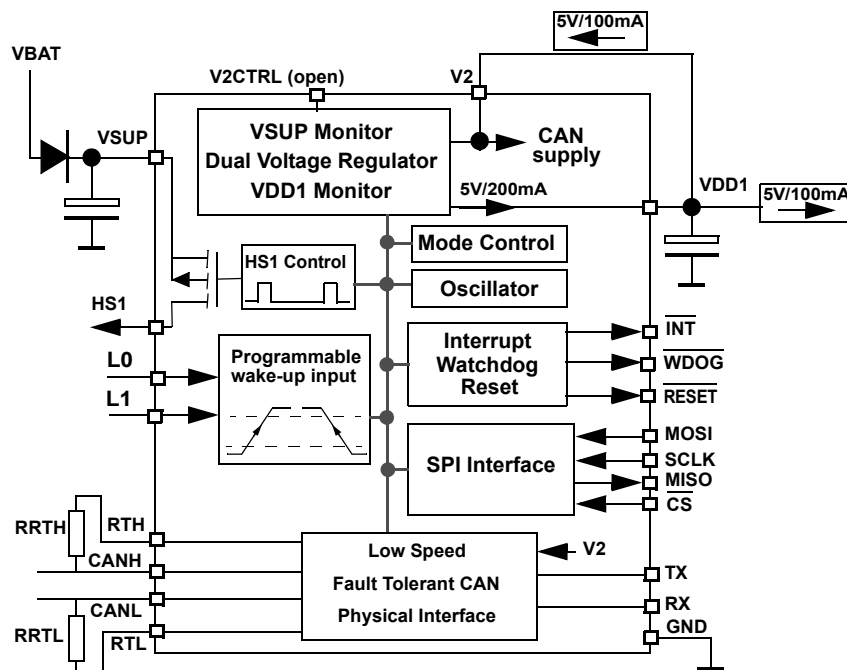 5V/100mA
VBAT
V2CTRL (open)
V2
VSUP
VSUP Monitor
Dual Voltage Regulator
VDD1 Monitor
CAN
supply
5V/200mA
VDD1
5V/100mA
Mode Control
HS1 Control
Oscillator
HS1
L0
L1
Programmable
wake-up input
Interrupt
Watchdog
Reset
INT
WDOG
RESET
SPI Interface
MOSI
SCLK
MISO
CS
RRTH
RTH
CANH
CANL
RRTL
RTL
Low Speed
Fault Tolerant CAN
Physical Interface
V2
TX
RX
GND